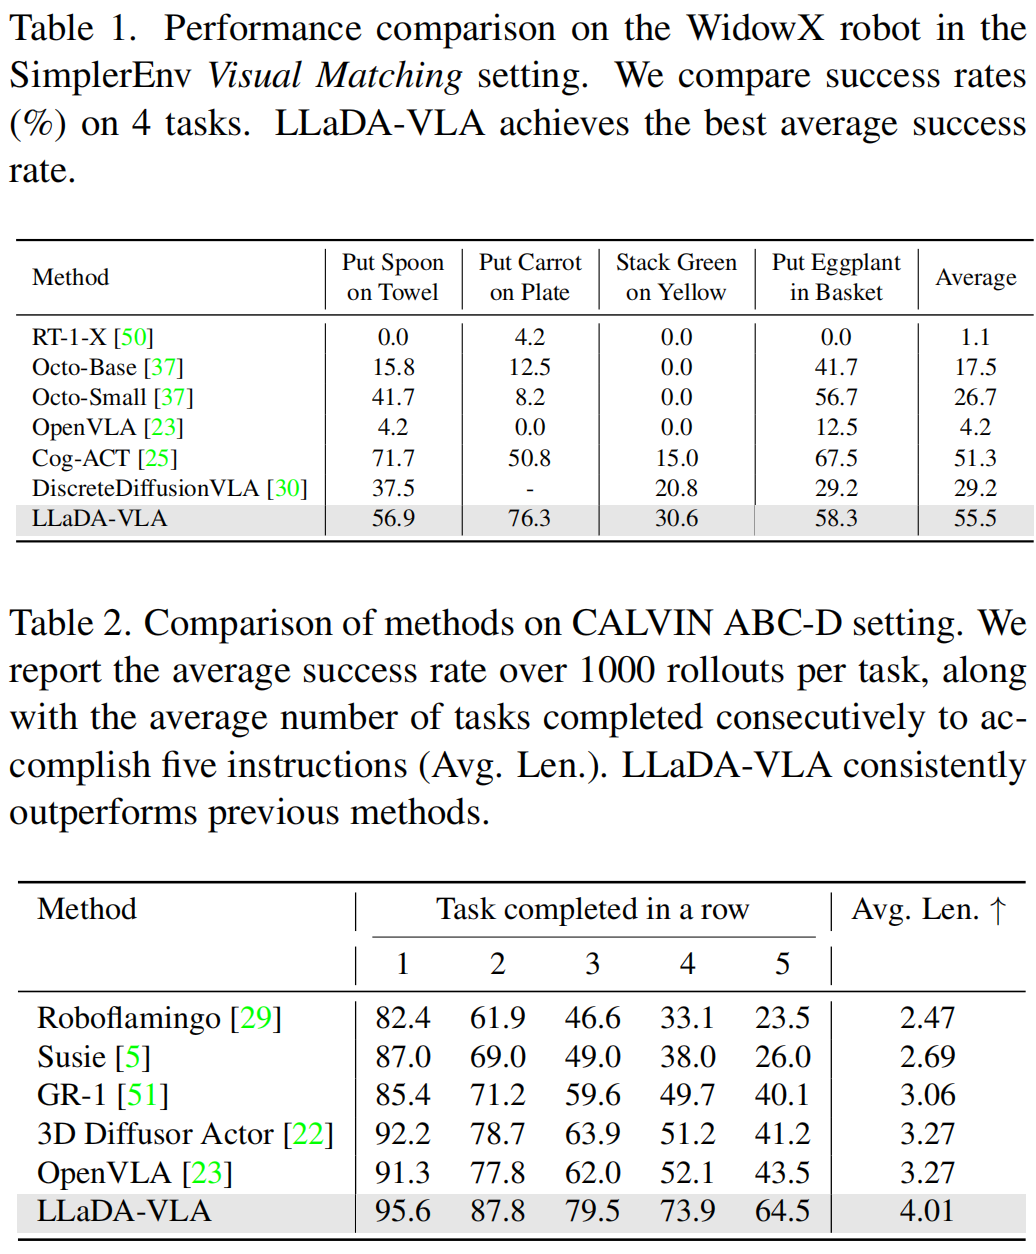 Table 1. Performance comparison on the WidowX robot in the
SimplerEnv Visual Matching setting. We compare success rates
(%) on 4 tasks. LLaDA-VLA achieves the best average success
rate.
Method | Put Spoon on Towel | Put Carrot on Plate | Stack Green on Yellow | Put Eggplant in Basket | Average
RT-1-X [50] 0.0 4.2 0.0 0.0 1.1
Octo-Base [37] 15.8 12.5 0.0 41.7 17.5
Octo-Small [37] 41.7 8.2 0.0 56.7 26.7
OpenVLA [23] 4.2 0.0 0.0 12.5 4.2
Cog-ACT [25] 71.7 50.8 15.0 67.5 51.3
DiscreteDiffusionVLA [30] 37.5 - 20.8 29.2 29.2
LLaDA-VLA 56.9 76.3 30.6 58.3 55.5
Table 2. Comparison of methods on CALVIN ABC-D setting. We
report the average success rate over 1000 rollouts per task, along
with the average number of tasks completed consecutively to ac-
complish five instructions (Avg. Len.). LLaDA-VLA consistently
outperforms previous methods.
Method Task completed in a row Avg. Len. ↑
1 2 3 4 5
Roboflamingo [29] 82.4 61.9 46.6 33.1 23.5 2.47
Susie [5] 87.0 69.0 49.0 38.0 26.0 2.69
GR-1 [51] 85.4 71.2 59.6 49.7 40.1 3.06
3D Diffusor Actor [22] 92.2 78.7 63.9 51.2 41.2 3.27
OpenVLA [23] 91.3 77.8 62.0 52.1 43.5 3.27
LLaDA-VLA 95.6 87.8 79.5 73.9 64.5 4.01